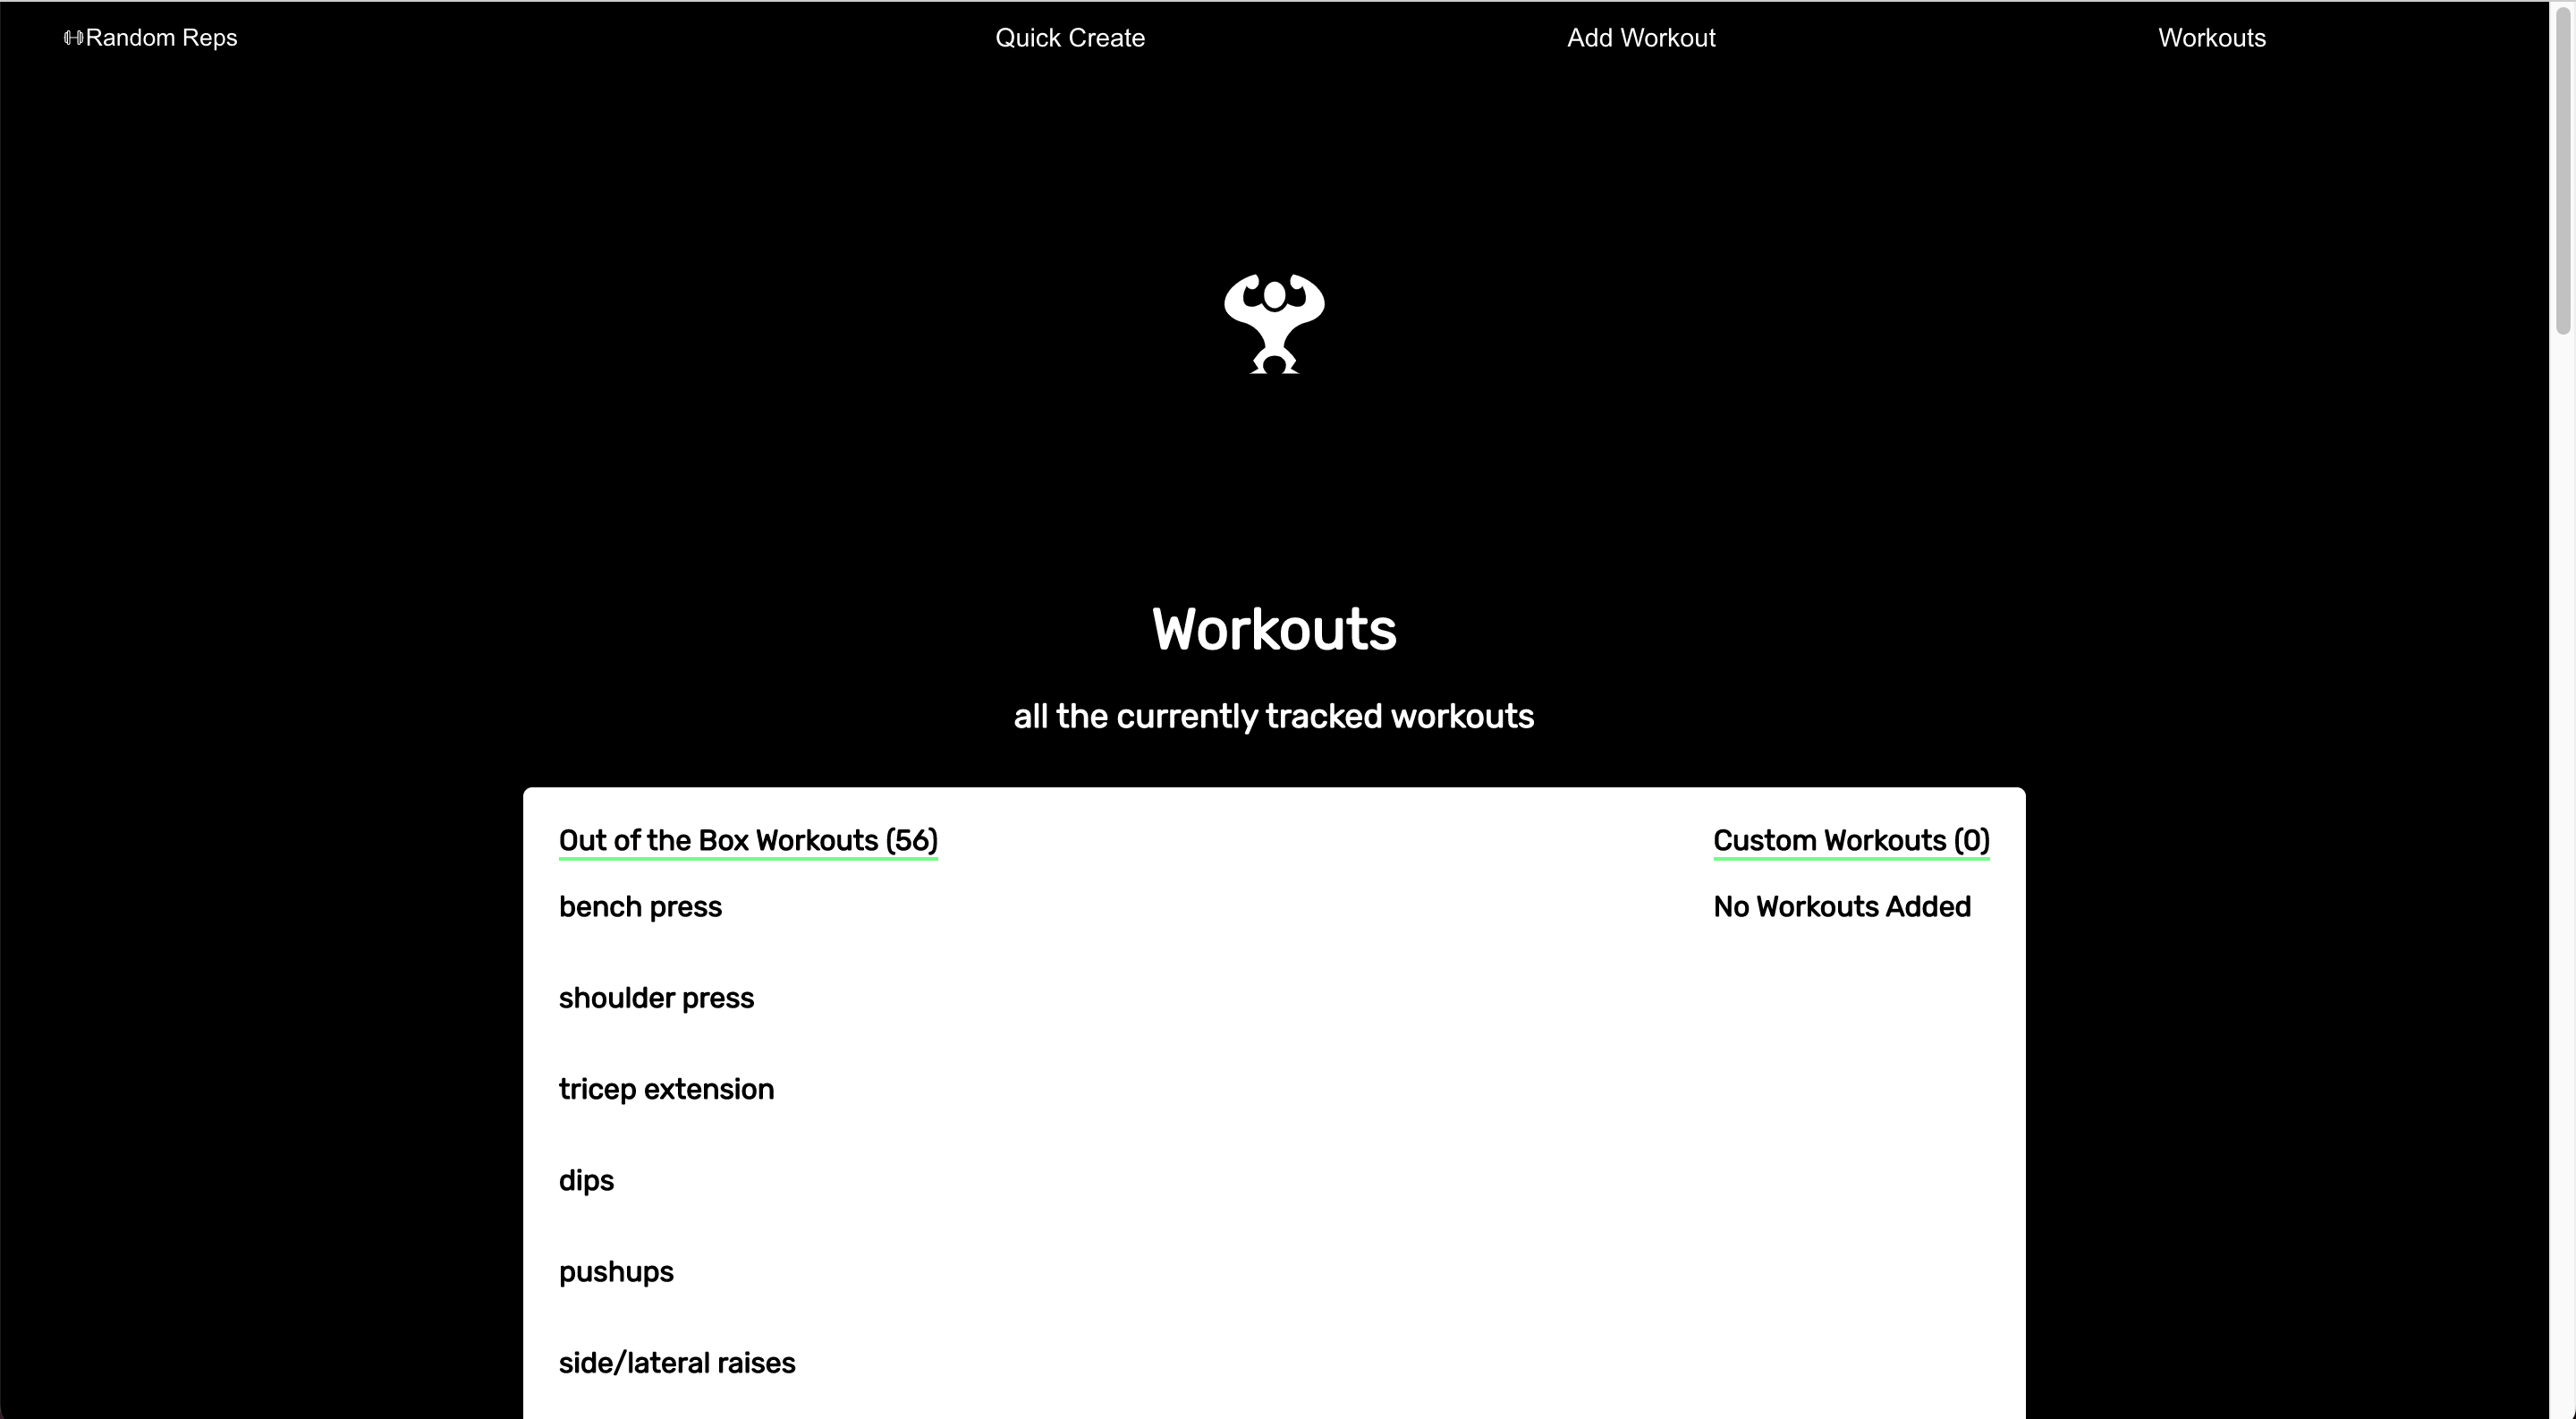 Random Reps
Quick Create
Add Workout
Workouts
Workouts
all the currently tracked workouts
Out of the Box Workouts (56)
bench press
shoulder press
tricep extension
dips
pushups
side/lateral raises
Custom Workouts (0)
No Workouts Added